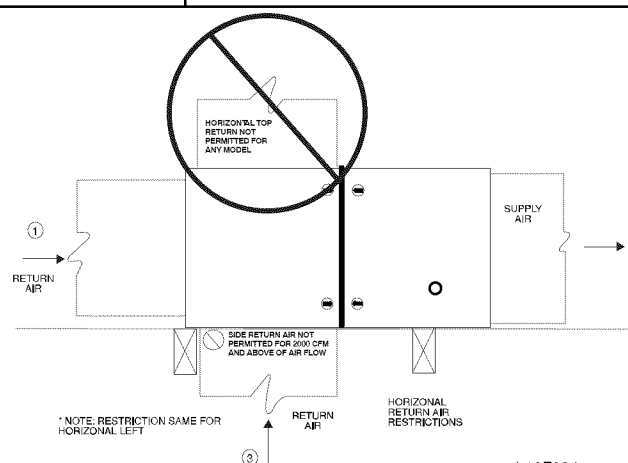 HORIZONTAL TOP
RETURN NOT
PERMITTED FOR
ANY MODEL
SUPPLY
AIR
1
RETURN
AIR
SIDE RETURN AIR NOT
PERMITTED FOR 2000 CFM
AND ABOVE OF AIR FLOW
* NOTE: RESTRICTION SAME FOR
HORIZONAL LEFT
RETURN
AIR
HORIZONAL
RETURN AIR
RESTRICTIONS
3